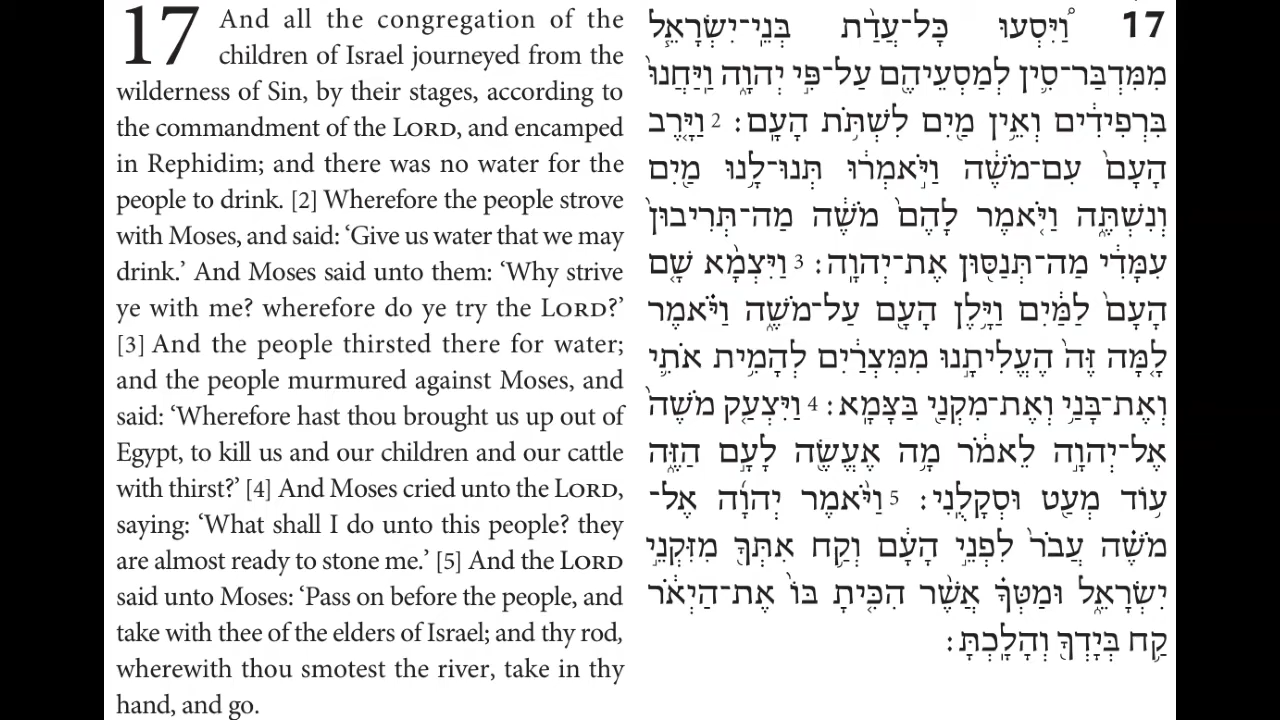 17 And all the congregation of the
children of Israel journeyed from the
wilderness of Sin, by their stages, according to
the commandment of the LORD, and encamped
in Rephidim; and there was no water for the
people to drink. [2] Wherefore the people strove
with Moses, and said: ‘Give us water that we may
drink.’ And Moses said unto them: ‘Why strive
ye with me? wherefore do ye try the LORD?’
[3] And the people thirsted there for water;
and the people murmured against Moses, and
said: ‘Wherefore hast thou brought us up out of
Egypt, to kill us and our children and our cattle
with thirst?’ [4] And Moses cried unto the LORD,
saying: ‘What shall I do unto this people? they
are almost ready to stone me.’ [5] And the LORD
said unto Moses: ‘Pass on before the people, and
take with thee of the elders of Israel; and thy rod,
wherewith thou smotest the river, take in thy
hand, and go.
17 וַ֠יִּסְעוּ כָּל־עֲדַ֨ת בְּנֵֽי־יִשְׂרָאֵ֧ל
מִמִּדְבַּר־סִ֛ין לְמַסְעֵיהֶ֖ם עַל־פִּ֣י יְהוָ֑ה וַֽיַּחֲנוּ֙
בִּרְפִידִ֔ים וְאֵ֥ין מַ֖יִם לִשְׁתֹּ֥ת הָעָֽם׃ 2 וַיָּ֤רֶב
הָעָם֙ עִם־מֹשֶׁ֔ה וַיֹּ֣אמְר֔וּ תְּנוּ־לָ֥נוּ מַ֖יִם
וְנִשְׁתֶּ֑ה וַיֹּ֤אמֶר לָהֶם֙ מֹשֶׁ֔ה מַה־תְּרִיבוּן֙
עִמָּדִ֔י מַה־תְּנַסּ֖וּן אֶת־יְהוָֽה׃ 3 וַיִּצְמָ֨א שָׁ֤ם
הָעָם֙ לַמַּ֔יִם וַיָּ֥לֶן הָעָ֖ם עַל־מֹשֶׁ֑ה וַיֹּ֗אמֶר
לָ֤מָּה זֶּה֙ הֶעֱלִיתָ֣נוּ מִמִּצְרַ֔יִם לְהָמִ֥ית אֹתִ֛י
וְאֶת־בָּנַ֥י וְאֶת־מִקְנַ֖י בַּצָּמָֽא׃ 4 וַיִּצְעַ֤ק מֹשֶׁה֙
אֶל־יְהוָ֣ה לֵאמֹ֔ר מָ֥ה אֶעֱשֶׂ֖ה לָעָ֣ם הַזֶּ֑ה
ע֥וֹד מְעַ֖ט וּסְקָלֻֽנִי׃ 5 וַיֹּ֨אמֶר יְהוָ֜ה אֶל־
מֹשֶׁ֗ה עֲבֹר֙ לִפְנֵ֣י הָעָ֔ם וְקַ֥ח אִתְּךָ֖ מִזִּקְנֵ֣י
יִשְׂרָאֵ֑ל וּמַטְּךָ֗ אֲשֶׁ֨ר הִכִּ֤יתָ בּוֹ֙ אֶת־הַיְאֹ֔ר
קַ֥ח בְּיָדְךָ֖ וְהָלָֽכְתָּ׃